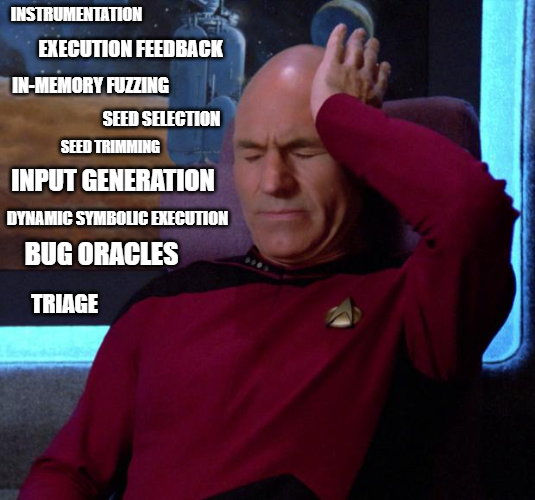 INSTRUMENTATION
EXECUTION FEEDBACK
IN-MEMORY FUZZING
SEED SELECTION
SEED TRIMMING
INPUT GENERATION
DYNAMIC SYMBOLIC EXECUTION
BUG ORACLES
TRIAGE